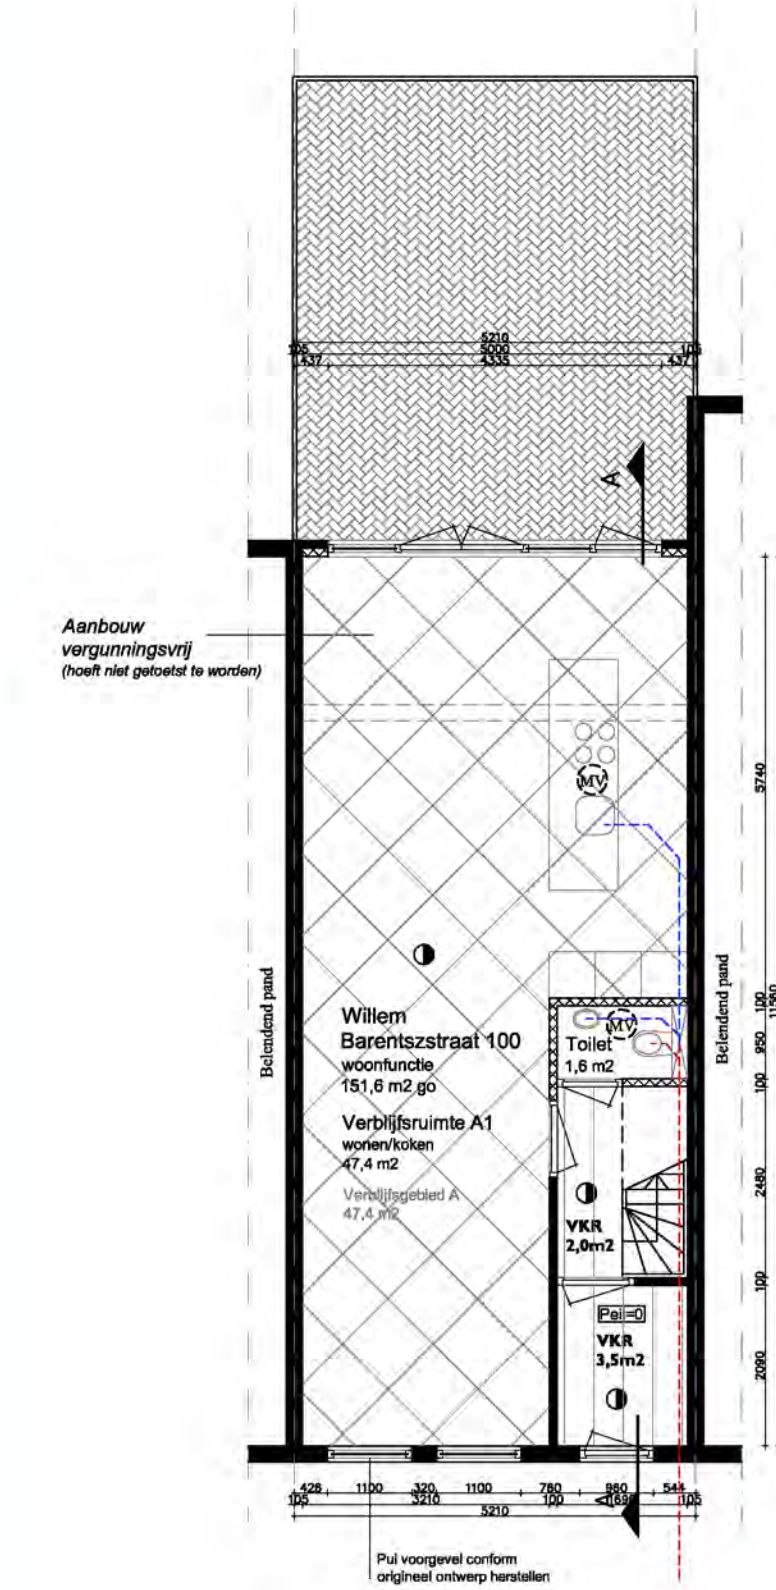 5210
105 5000 105
437 4335 437
A
Aanbouw
vergunningsvrij
(hoeft niet getoetst te worden)
MV
5740
Belendend pand
Belendend pand
Willem
Barentszstraat 100
woonfunctie
151,6 m2 go
Verblijfsruimte A1
wonen/koken
47,4 m2
Verblijfsgebied A
47,4 m2
MV
Toilet
1,6 m2
100
11560
950
100
2480
VKR
2,0m2
100
Peil=0
VKR
3,5m2
2090
426 1100 320 1100 760 960 544
105 3210 100 105
A
5210
Pui voorgevel conform
origineel ontwerp herstellen